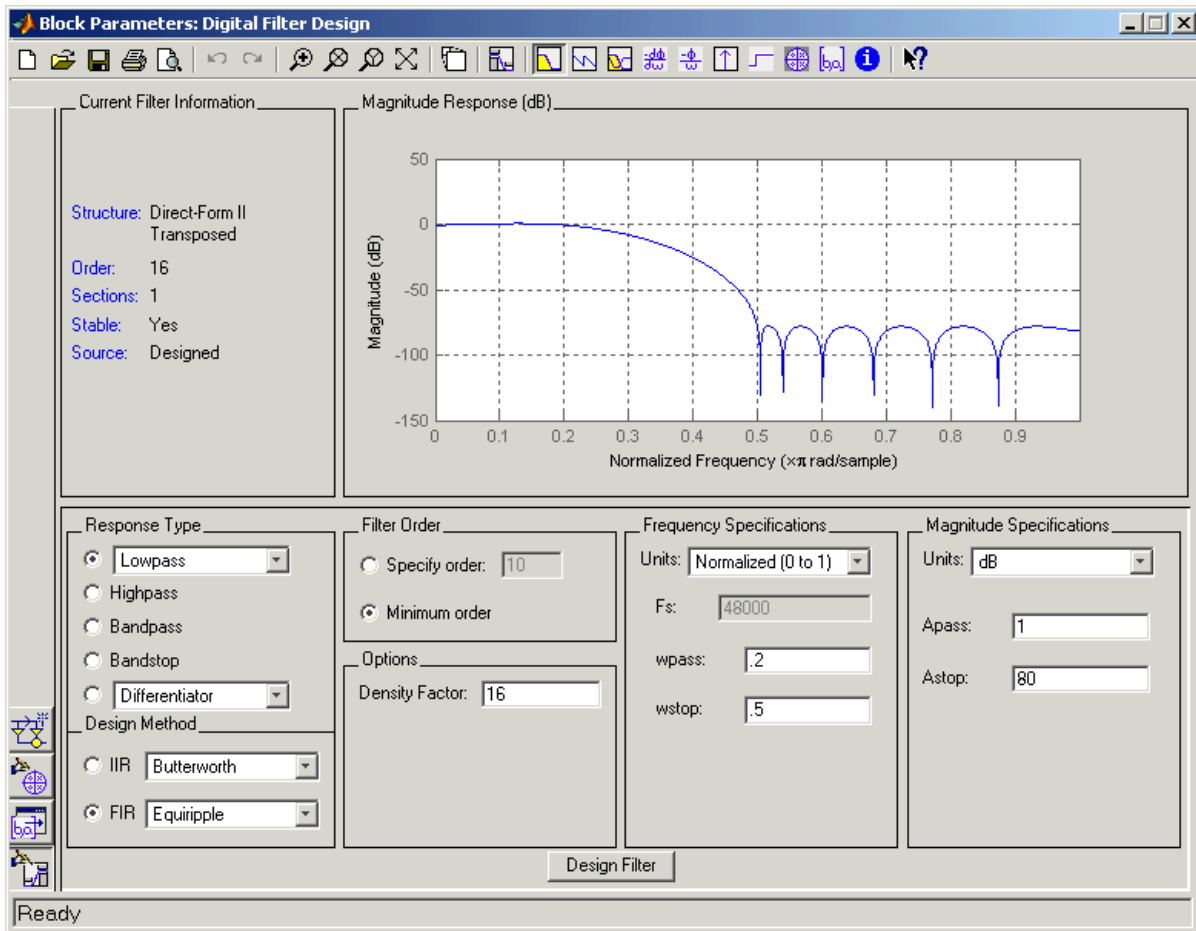 Block Parameters: Digital Filter Design
Current Filter Information
Structure: Direct-Form II
Transposed
Order: 16
Sections: 1
Stable: Yes
Source: Designed
Magnitude Response (dB)
50
0
-50
-100
-150
Magnitude (dB)
0 0.1 0.2 0.3 0.4 0.5 0.6 0.7 0.8 0.9
Normalized Frequency (×π rad/sample)
Response Type
Lowpass
Highpass
Bandpass
Bandstop
Differentiator
Design Method
IIR Butterworth
FIR Equiripple
Filter Order
Specify order: 10
Minimum order
Options
Density Factor: 16
Frequency Specifications
Units: Normalized (0 to 1)
Fs: 48000
wpass: .2
wstop: .5
Magnitude Specifications
Units: dB
Apass: 1
Astop: 80
Design Filter
Ready